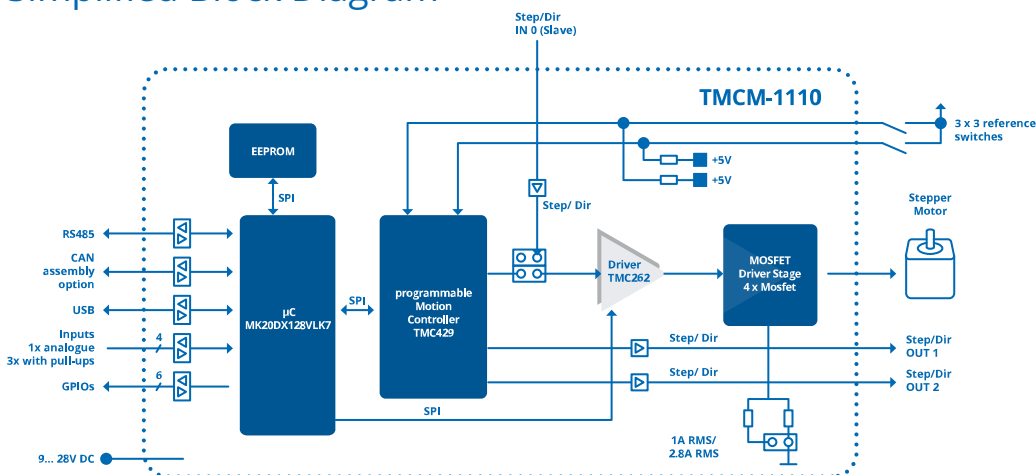 Simplified Block Diagram
Step/Dir
IN 0 (Slave)
TMCM-1110
3 x 3 reference
switches
EEPROM
+5V
+5V
SPI
Step/ Dir
Stepper
Motor
RS485
CAN
assembly
option
USB
Inputs
1x analogue
3x with pull-ups
4
GPIOs
6
µC
MK20DX128VLK7
SPI
programmable
Motion
Controller
TMC429
Driver
TMC262
MOSFET
Driver Stage
4 x Mosfet
Step/ Dir
Step/Dir
OUT 1
Step/ Dir
Step/Dir
OUT 2
SPI
1A RMS/
2.8A RMS
9... 28V DC